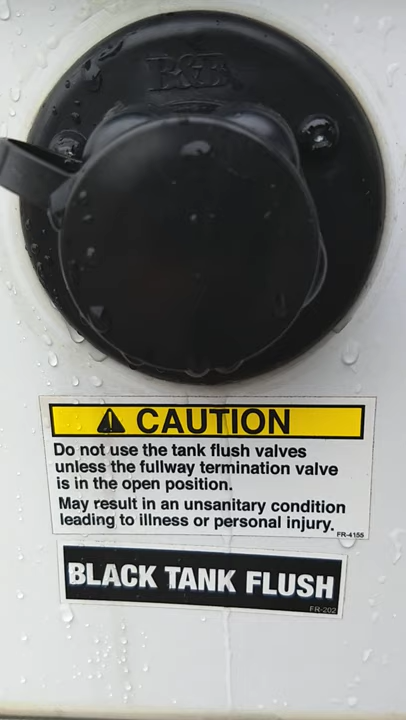 B&B
CAUTION
Do not use the tank flush valves
unless the fullway termination valve
is in the open position.
May result in an unsanitary condition
leading to illness or personal injury.
FR-4155
BLACK TANK FLUSH
FR-202